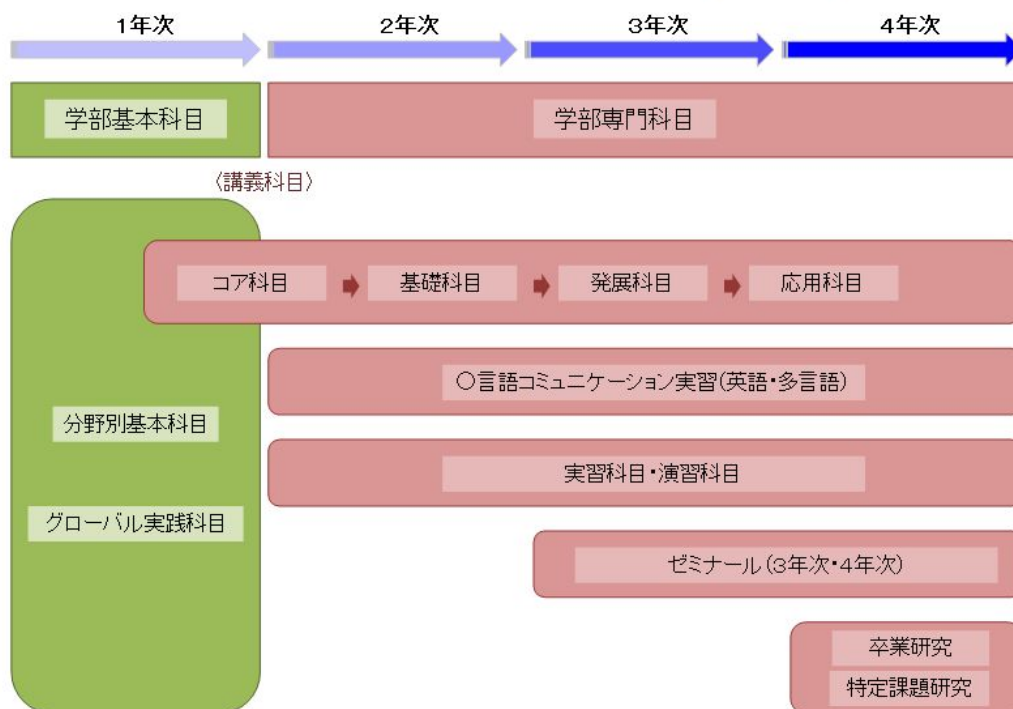 1年次
2年次
3年次
4年次
学部基本科目
学部専門科目
〈講義科目〉
コア科目
基礎科目
発展科目
応用科目
〇言語コミュニケーション実習(英語・多言語)
分野別基本科目
実習科目・演習科目
グローバル実践科目
ゼミナール(3年次・4年次)
卒業研究
特定課題研究